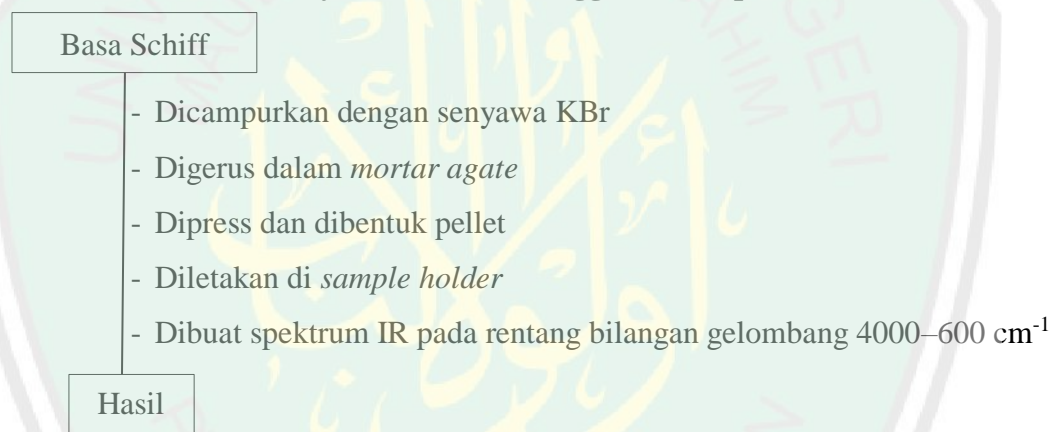 Basa Schiff
- Dicampurkan dengan senyawa KBr
- Digerus dalam mortar agate
- Dipress dan dibentuk pellet
- Diletakan di sample holder
- Dibuat spektrum IR pada rentang bilangan gelombang 4000–600 cm-1
Hasil